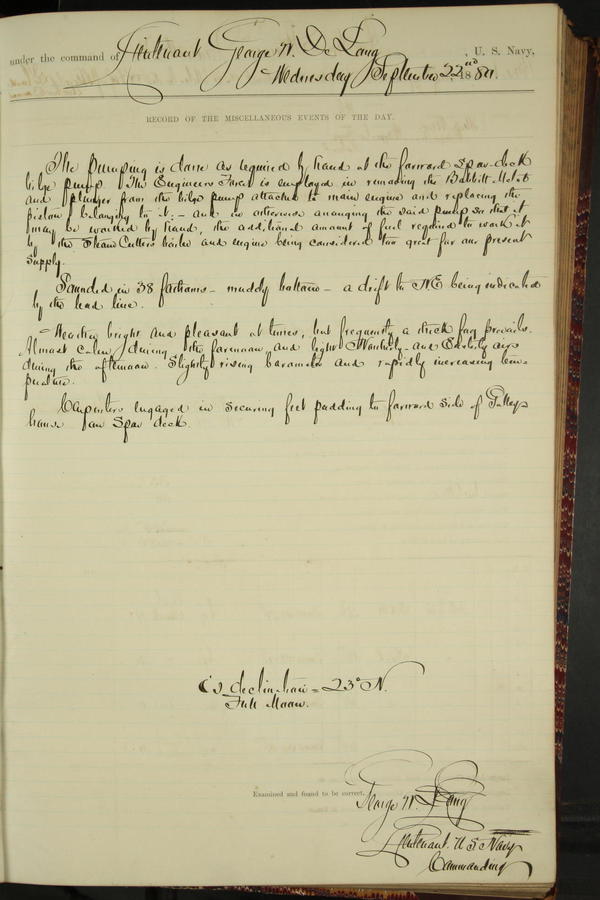 under the command of Lieutenant George W. De Long, U. S. Navy,
Wednesday September 22nd 1880.
RECORD OF THE MISCELLANEOUS EVENTS OF THE DAY.
The pumping is done as required by hand at the forward spar-deck
bilge pump. The Engineers Force is employed in removing the Babbitt-Metal
and plunger from the bilge pump attached to main engine and replacing the
piston belonging to it; - and in otherwise arranging the said pump so that it
may be worked by hand, the additional amount of fuel required to work it
by the Steam Cutters boiler and engine being considered too great for our present
supply.
Sounded in 38 fathoms - muddy bottom - a drift to NE being indicated
by the lead line.
Weather bright and pleasant at times, but frequently a thick fog prevails.
Almost calm during the forenoon and light Northerly and Easterly airs
during the afternoon. Slightly rising barometer and rapidly increasing tem-
perature.
Carpenters engaged in securing felt padding to forward side of Galley
house on Spar deck.
☾'s declination = 23° N.
Full Moon.
Examined and found to be correct.
George W. De Long
Lieutenant U S Navy
Commanding